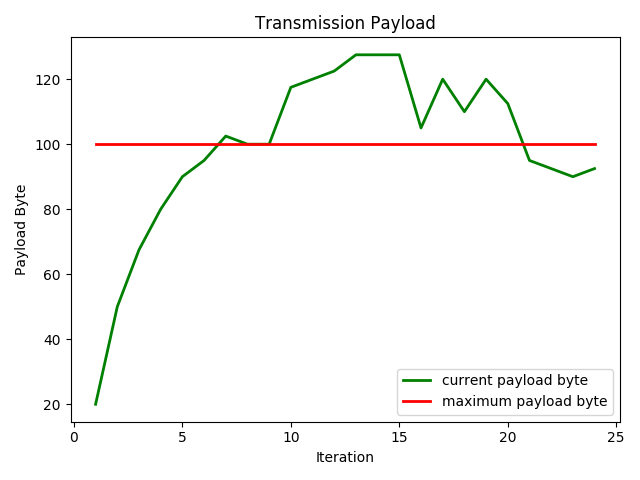 Transmission Payload
Payload Byte
120
100
80
60
40
20
current payload byte
maximum payload byte
0 5 10 15 20 25
Iteration